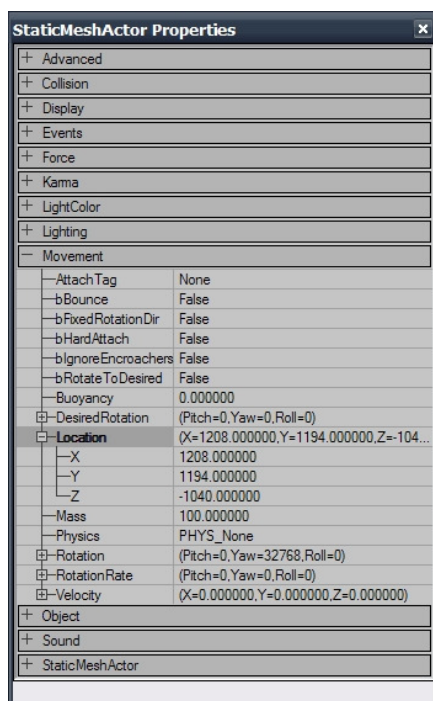 StaticMeshActor Properties
Advanced
Collision
Display
Events
Force
Karma
LightColor
Lighting
Movement
AttachTag None
bBounce False
bFixedRotationDir False
bHardAttach False
bIgnoreEncroachers False
bRotateToDesired False
Buoyancy 0.000000
DesiredRotation (Pitch=0,Yaw=0,Roll=0)
Location (X=1208.000000,Y=1194.000000,Z=-104...
X 1208.000000
Y 1194.000000
Z -1040.000000
Mass 100.000000
Physics PHYS_None
Rotation (Pitch=0,Yaw=32768,Roll=0)
RotationRate (Pitch=0,Yaw=0,Roll=0)
Velocity (X=0.000000,Y=0.000000,Z=0.000000)
Object
Sound
StaticMeshActor